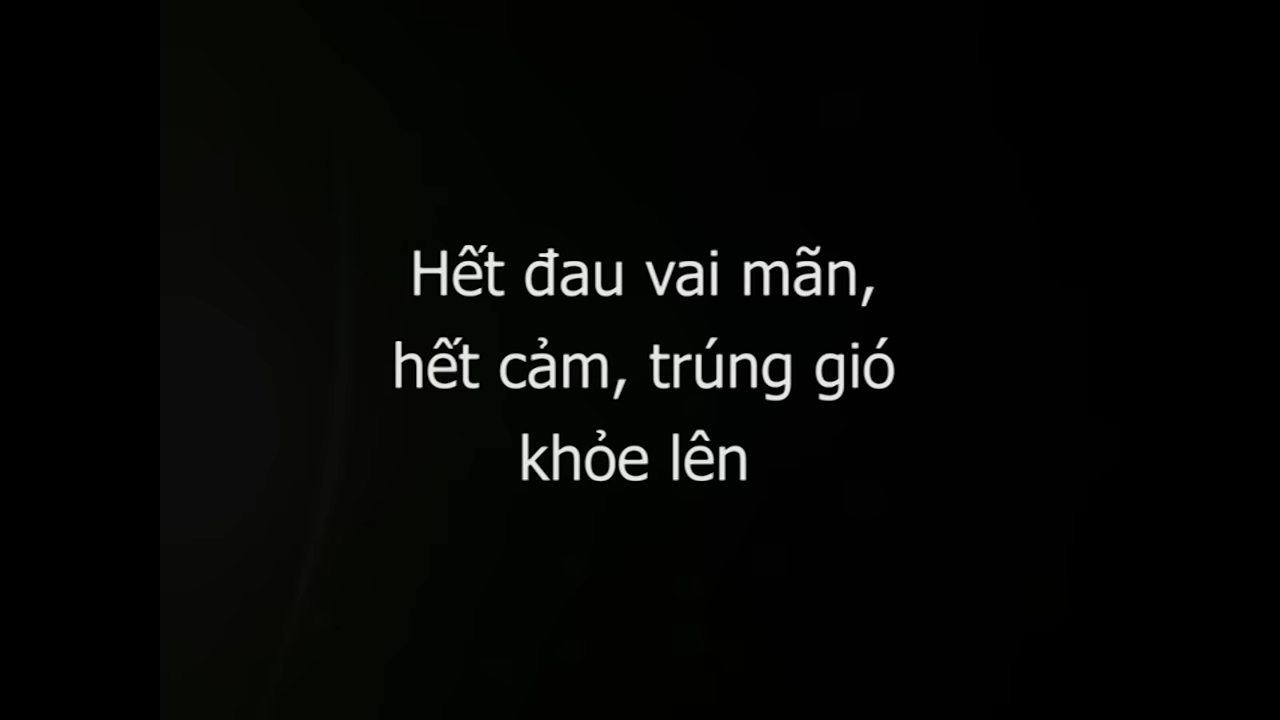 Hết đau vai mãn,
hết cảm, trúng gió
khỏe lên